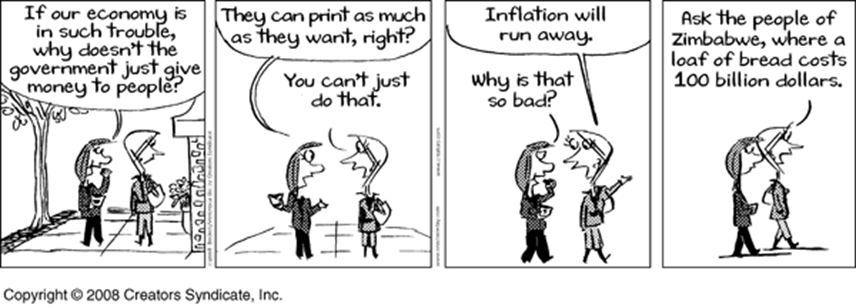 If our economy is
in such trouble,
why doesn't the
government just give
money to people?
They can print as much
as they want, right?
You can't just
do that.
Inflation will
run away.
Why is that
so bad?
Ask the people of
Zimbabwe, where a
loaf of bread costs
100 billion dollars.
www.creators.com
Copyright © 2008 Creators Syndicate, Inc.